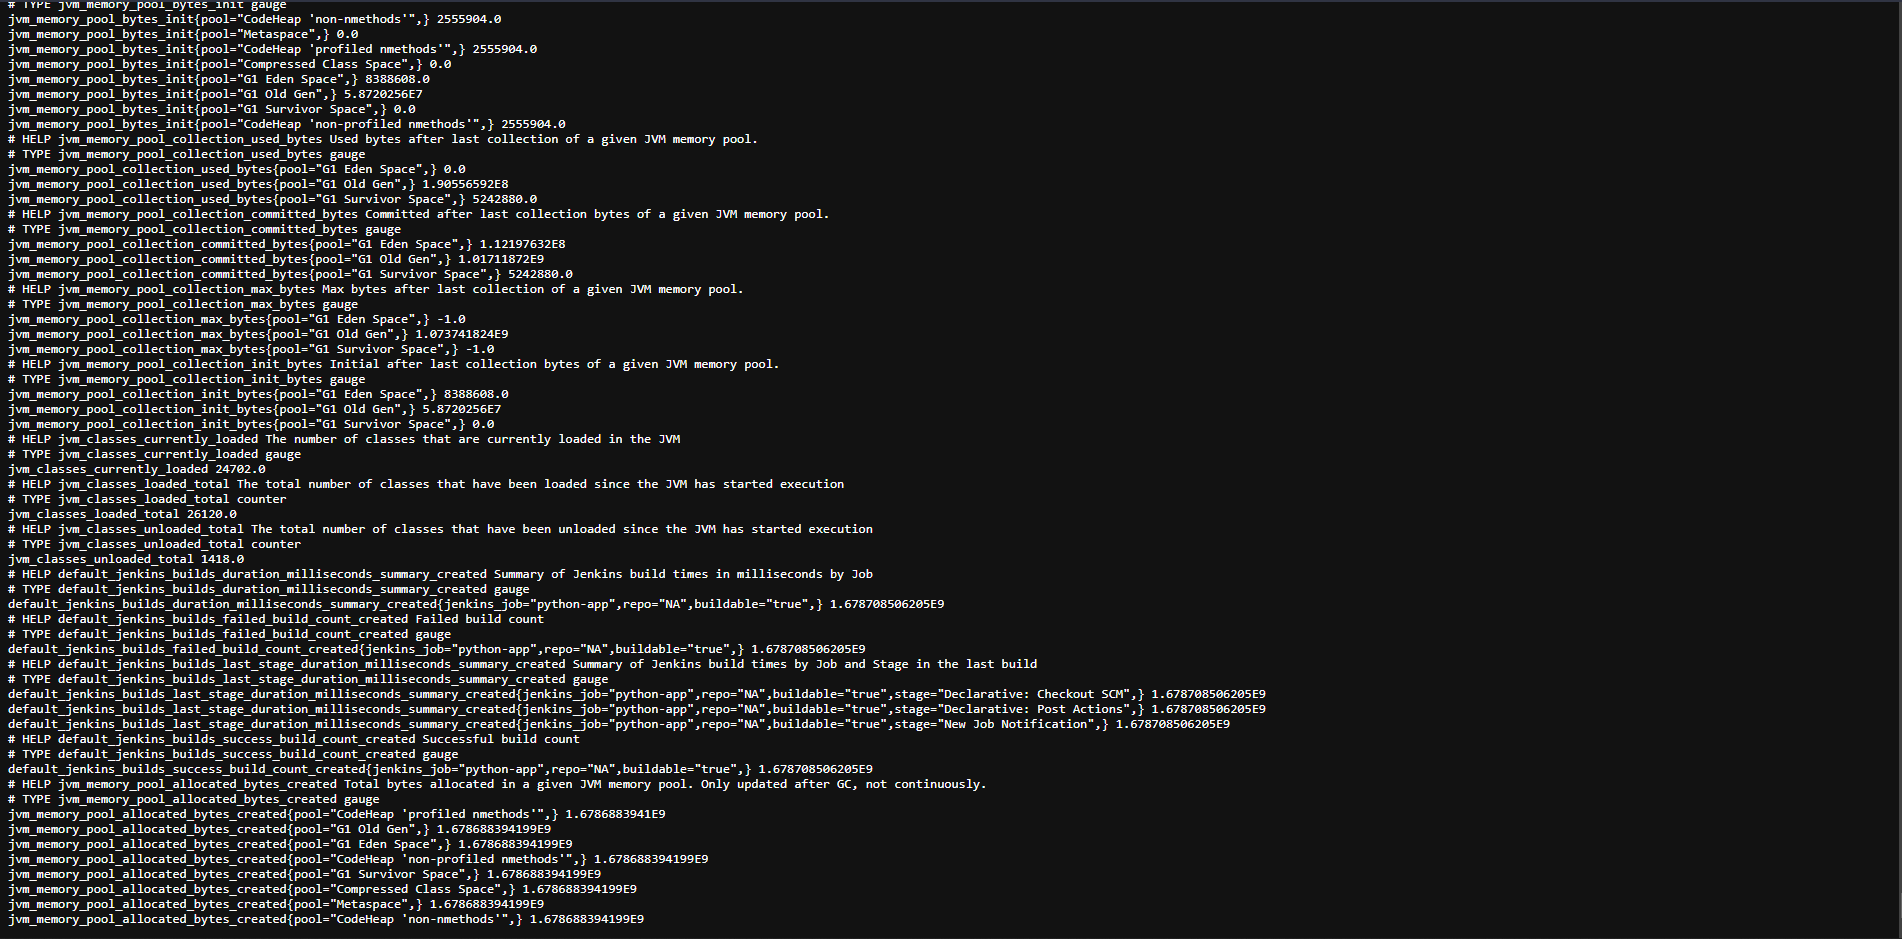 # TYPE jvm_memory_pool_bytes_init gauge
jvm_memory_pool_bytes_init{pool="CodeHeap 'non-nmethods'",} 2555904.0
jvm_memory_pool_bytes_init{pool="Metaspace",} 0.0
jvm_memory_pool_bytes_init{pool="CodeHeap 'profiled nmethods'",} 2555904.0
jvm_memory_pool_bytes_init{pool="Compressed Class Space",} 0.0
jvm_memory_pool_bytes_init{pool="G1 Eden Space",} 8388608.0
jvm_memory_pool_bytes_init{pool="G1 Old Gen",} 5.8720256E7
jvm_memory_pool_bytes_init{pool="G1 Survivor Space",} 0.0
jvm_memory_pool_bytes_init{pool="CodeHeap 'non-profiled nmethods'",} 2555904.0
# HELP jvm_memory_pool_collection_used_bytes Used bytes after last collection of a given JVM memory pool.
# TYPE jvm_memory_pool_collection_used_bytes gauge
jvm_memory_pool_collection_used_bytes{pool="G1 Eden Space",} 0.0
jvm_memory_pool_collection_used_bytes{pool="G1 Old Gen",} 1.90556592E8
jvm_memory_pool_collection_used_bytes{pool="G1 Survivor Space",} 5242880.0
# HELP jvm_memory_pool_collection_committed_bytes Committed after last collection bytes of a given JVM memory pool.
# TYPE jvm_memory_pool_collection_committed_bytes gauge
jvm_memory_pool_collection_committed_bytes{pool="G1 Eden Space",} 1.12197632E8
jvm_memory_pool_collection_committed_bytes{pool="G1 Old Gen",} 1.01711872E9
jvm_memory_pool_collection_committed_bytes{pool="G1 Survivor Space",} 5242880.0
# HELP jvm_memory_pool_collection_max_bytes Max bytes after last collection of a given JVM memory pool.
# TYPE jvm_memory_pool_collection_max_bytes gauge
jvm_memory_pool_collection_max_bytes{pool="G1 Eden Space",} -1.0
jvm_memory_pool_collection_max_bytes{pool="G1 Old Gen",} 1.073741824E9
jvm_memory_pool_collection_max_bytes{pool="G1 Survivor Space",} -1.0
# HELP jvm_memory_pool_collection_init_bytes Initial after last collection bytes of a given JVM memory pool.
# TYPE jvm_memory_pool_collection_init_bytes gauge
jvm_memory_pool_collection_init_bytes{pool="G1 Eden Space",} 8388608.0
jvm_memory_pool_collection_init_bytes{pool="G1 Old Gen",} 5.8720256E7
jvm_memory_pool_collection_init_bytes{pool="G1 Survivor Space",} 0.0
# HELP jvm_classes_currently_loaded The number of classes that are currently loaded in the JVM
# TYPE jvm_classes_currently_loaded gauge
jvm_classes_currently_loaded 24702.0
# HELP jvm_classes_loaded_total The total number of classes that have been loaded since the JVM has started execution
# TYPE jvm_classes_loaded_total counter
jvm_classes_loaded_total 26120.0
# HELP jvm_classes_unloaded_total The total number of classes that have been unloaded since the JVM has started execution
# TYPE jvm_classes_unloaded_total counter
jvm_classes_unloaded_total 1418.0
# HELP default_jenkins_builds_duration_milliseconds_summary_created Summary of Jenkins build times in milliseconds by Job
# TYPE default_jenkins_builds_duration_milliseconds_summary_created gauge
default_jenkins_builds_duration_milliseconds_summary_created{jenkins_job="python-app",repo="NA",buildable="true",} 1.678708506205E9
# HELP default_jenkins_builds_failed_build_count_created Failed build count
# TYPE default_jenkins_builds_failed_build_count_created gauge
default_jenkins_builds_failed_build_count_created{jenkins_job="python-app",repo="NA",buildable="true",} 1.678708506205E9
# HELP default_jenkins_builds_last_stage_duration_milliseconds_summary_created Summary of Jenkins build times by Job and Stage in the last build
# TYPE default_jenkins_builds_last_stage_duration_milliseconds_summary_created gauge
default_jenkins_builds_last_stage_duration_milliseconds_summary_created{jenkins_job="python-app",repo="NA",buildable="true",stage="Declarative: Checkout SCM",} 1.678708506205E9
default_jenkins_builds_last_stage_duration_milliseconds_summary_created{jenkins_job="python-app",repo="NA",buildable="true",stage="Declarative: Post Actions",} 1.678708506205E9
default_jenkins_builds_last_stage_duration_milliseconds_summary_created{jenkins_job="python-app",repo="NA",buildable="true",stage="New Job Notification",} 1.678708506205E9
# HELP default_jenkins_builds_success_build_count_created Successful build count
# TYPE default_jenkins_builds_success_build_count_created gauge
default_jenkins_builds_success_build_count_created{jenkins_job="python-app",repo="NA",buildable="true",} 1.678708506205E9
# HELP jvm_memory_pool_allocated_bytes_created Total bytes allocated in a given JVM memory pool. Only updated after GC, not continuously.
# TYPE jvm_memory_pool_allocated_bytes_created gauge
jvm_memory_pool_allocated_bytes_created{pool="CodeHeap 'profiled nmethods'",} 1.6786883941E9
jvm_memory_pool_allocated_bytes_created{pool="G1 Old Gen",} 1.678688394199E9
jvm_memory_pool_allocated_bytes_created{pool="G1 Eden Space",} 1.678688394199E9
jvm_memory_pool_allocated_bytes_created{pool="CodeHeap 'non-profiled nmethods'",} 1.678688394199E9
jvm_memory_pool_allocated_bytes_created{pool="G1 Survivor Space",} 1.678688394199E9
jvm_memory_pool_allocated_bytes_created{pool="Compressed Class Space",} 1.678688394199E9
jvm_memory_pool_allocated_bytes_created{pool="Metaspace",} 1.678688394199E9
jvm_memory_pool_allocated_bytes_created{pool="CodeHeap 'non-nmethods'",} 1.678688394199E9